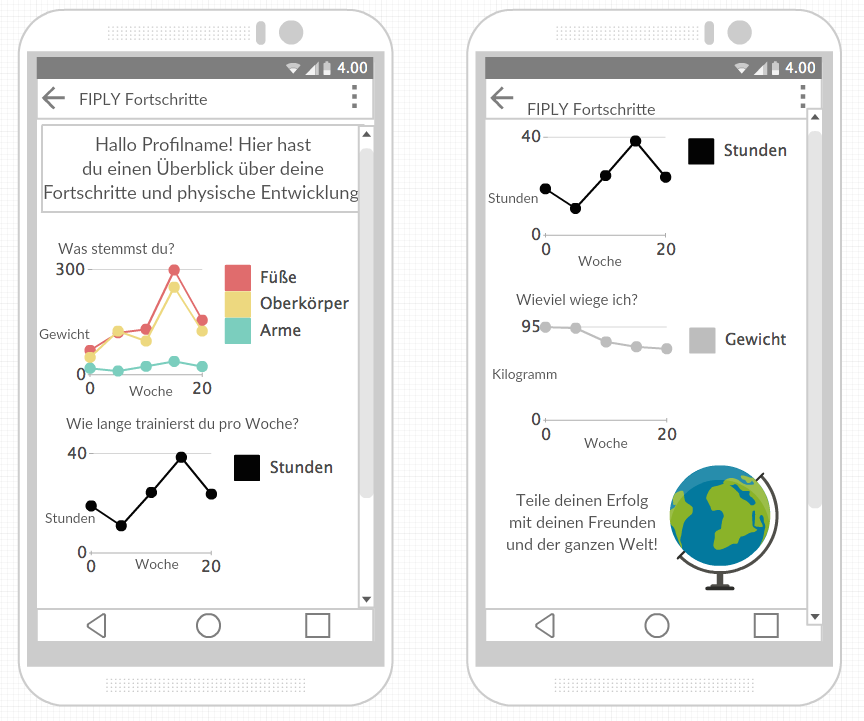 4.00
FIPLY Fortschritte
Hallo Profilname! Hier hast
du einen Überblick über deine
Fortschritte und physische Entwicklung
Was stemmst du?
300
Füße
Oberkörper
Arme
Gewicht
0
0
20
Woche
Wie lange trainierst du pro Woche?
40
Stunden
Stunden
0
0
20
Woche
4.00
FIPLY Fortschritte
40
Stunden
Stunden
0
0
20
Woche
Wieviel wiege ich?
95
Gewicht
Kilogramm
0
0
20
Woche
Teile deinen Erfolg
mit deinen Freunden
und der ganzen Welt!